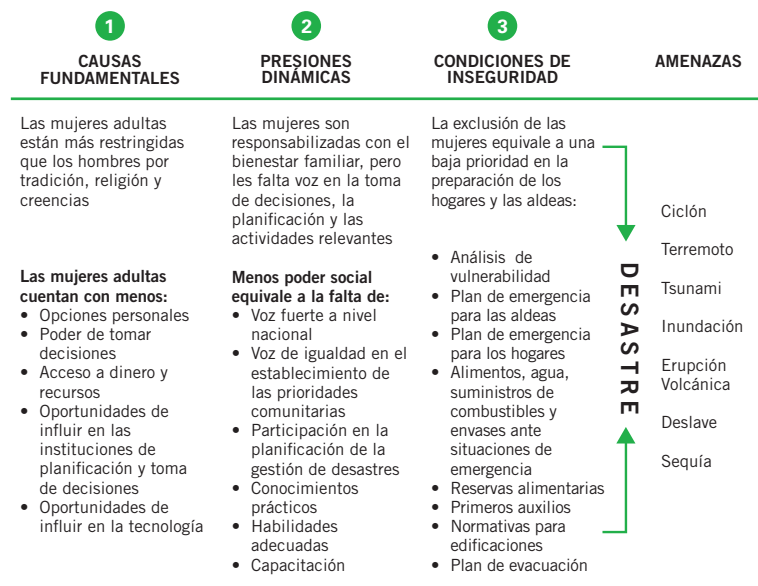 1
CAUSAS
FUNDAMENTALES
Las mujeres adultas
están más restringidas
que los hombres por
tradición, religión y
creencias
Las mujeres adultas
cuentan con menos:
• Opciones personales
• Poder de tomar
decisiones
• Acceso a dinero y
recursos
• Oportunidades de
influir en las
instituciones de
planificación y toma
de decisiones
• Oportunidades de
influir en la tecnología
2
PRESIONES
DINÁMICAS
Las mujeres son
responsabilizadas con el
bienestar familiar, pero
les falta voz en la toma
de decisiones, la
planificación y las
actividades relevantes
Menos poder social
equivale a la falta de:
• Voz fuerte a nivel
nacional
• Voz de igualdad en el
establecimiento de
las prioridades
comunitarias
• Participación en la
planificación de la
gestión de desastres
• Conocimientos
prácticos
• Habilidades
adecuadas
• Capacitación
3
CONDICIONES DE
INSEGURIDAD
La exclusión de las
mujeres equivale a una
baja prioridad en la
preparación de los
hogares y las aldeas:
• Análisis de
vulnerabilidad
• Plan de emergencia
para las aldeas
• Plan de emergencia
para los hogares
• Alimentos, agua,
suministros de
combustibles y
envases ante
situaciones de
emergencia
• Reservas alimentarias
• Primeros auxilios
• Normativas para
edificaciones
• Plan de evacuación
DESASTRE
AMENAZAS
Ciclón
Terremoto
Tsunami
Inundación
Erupción
Volcánica
Deslave
Sequía